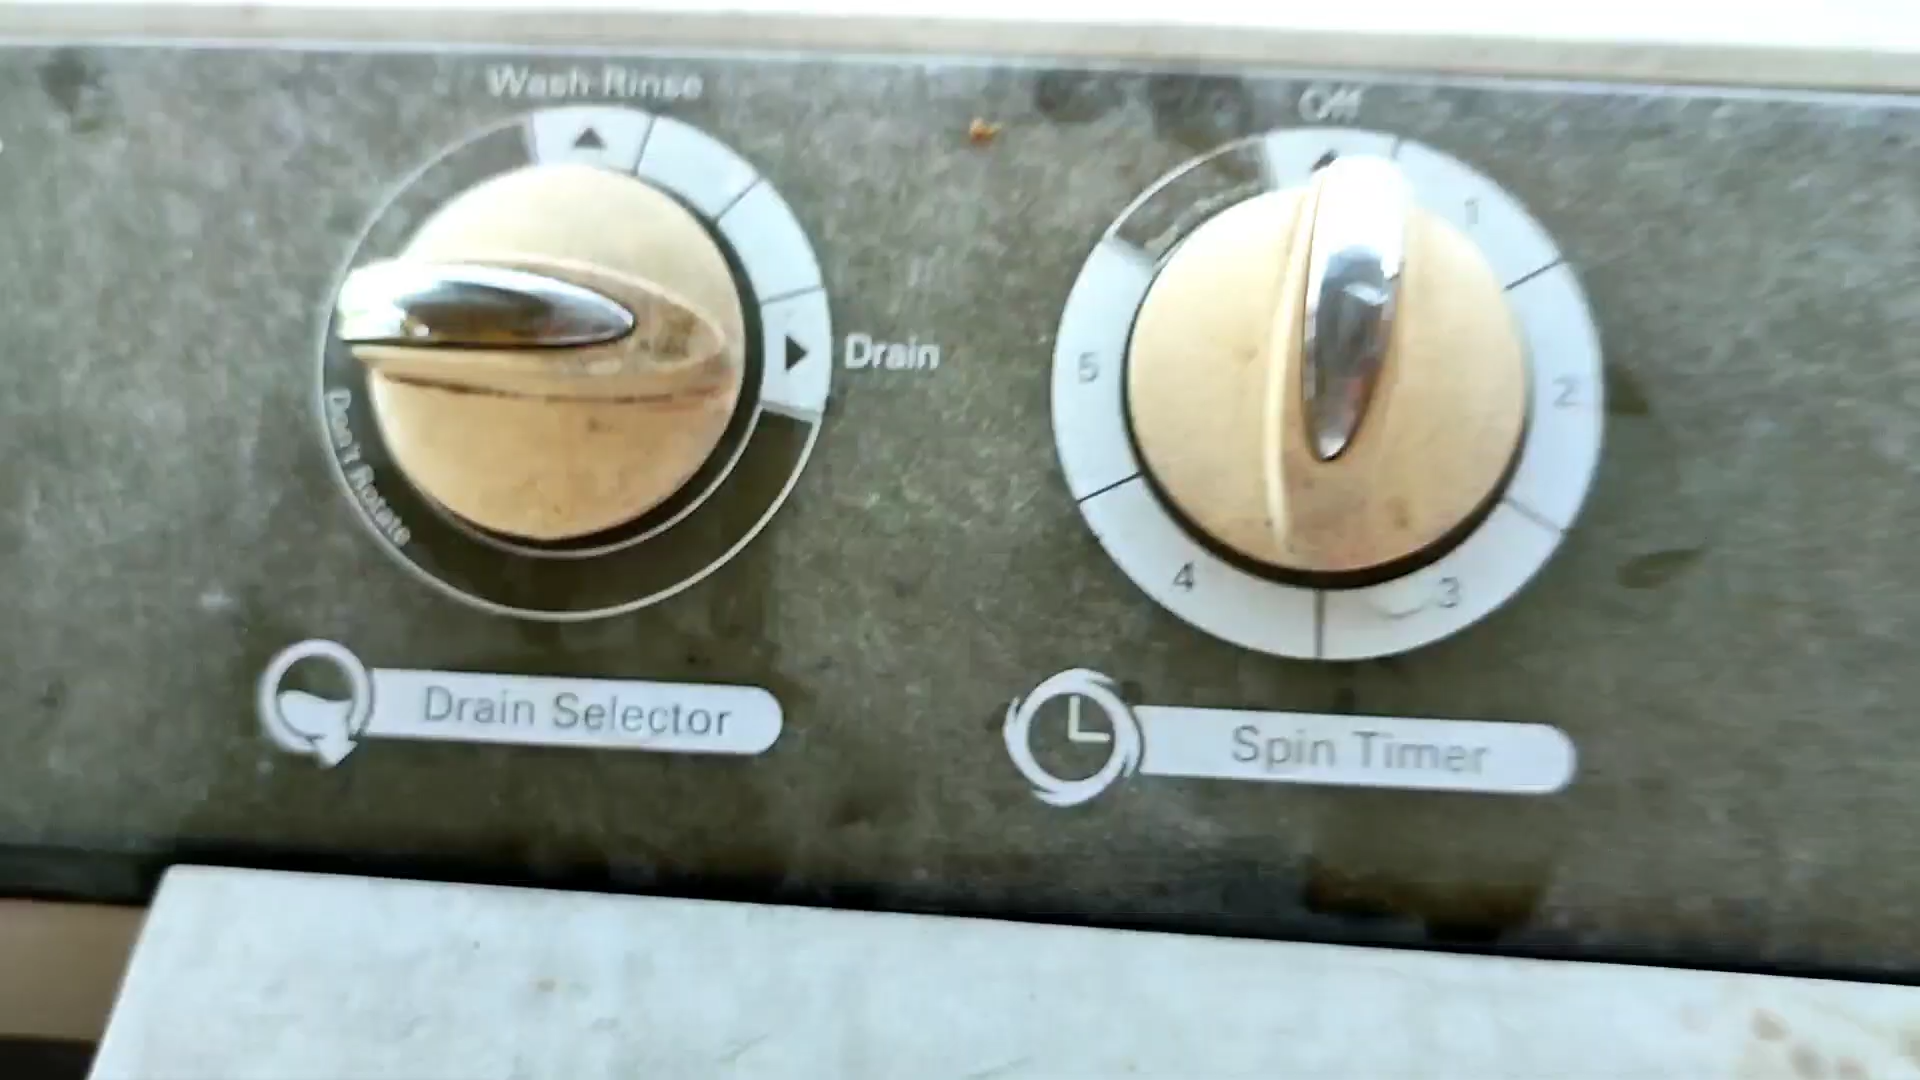 Wash-Rinse
Drain
Don't Rotate
Drain Selector
Off
1
2
3
4
5
Spin Timer